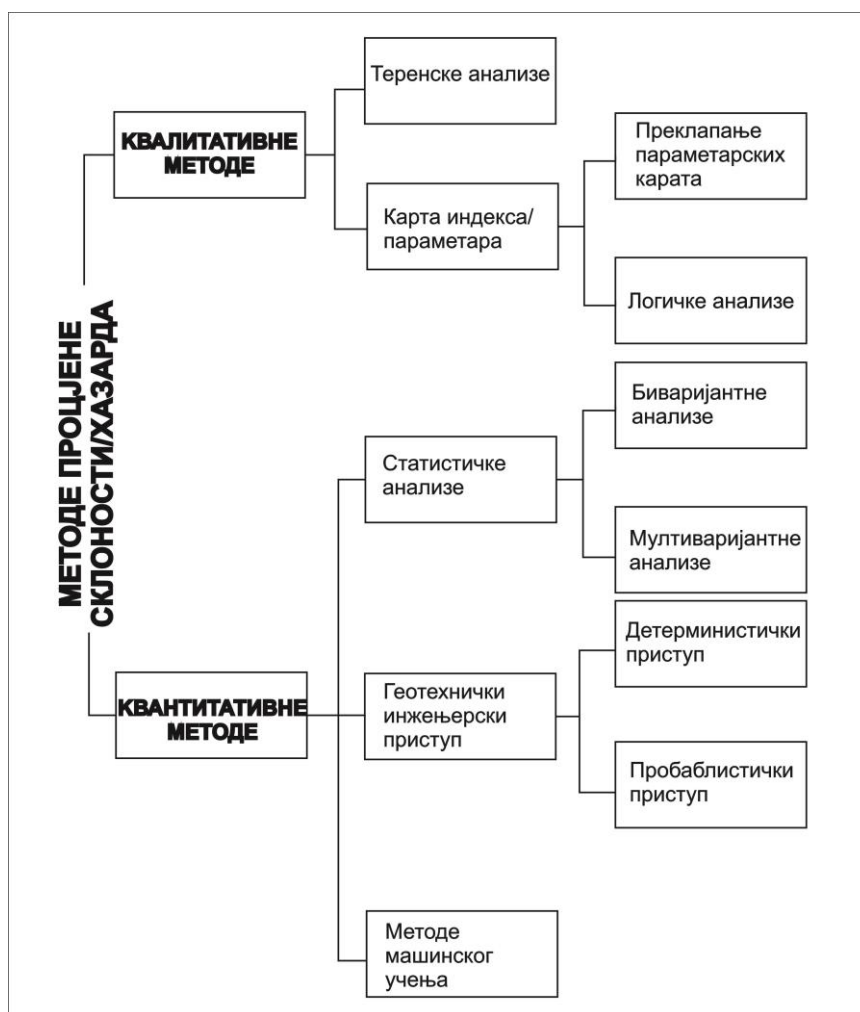 МЕТОДЕ ПРОЦЈЕНЕ
СКЛОНОСТИ/ХАЗАРДА
КВАЛИТАТИВНЕ
МЕТОДЕ
Теренске анализе
Карта индекса/
параметара
Преклапање
параметарских
карата
Логичке анализе
КВАНТИТАТИВНЕ
МЕТОДЕ
Статистичке
анализе
Биваријантне
анализе
Мултиваријантне
анализе
Геотехнички
инжењерски
приступ
Детерминистички
приступ
Пробаблистички
приступ
Методе
машинског
учења